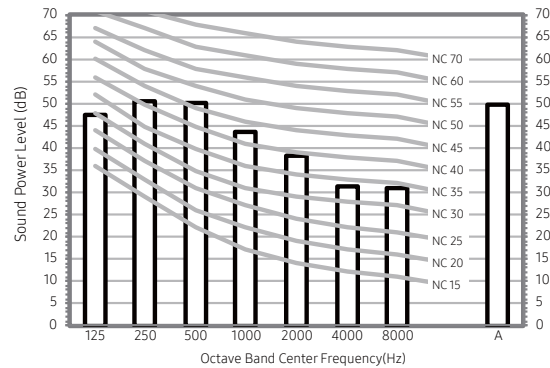 70 70
65 65
60 60
55 55
50 50
45 45
40 40
35 35
30 30
25 25
20 20
15 15
10 10
5 5
0 0
Sound Power Level (dB)
NC 70
NC 60
NC 55
NC 50
NC 45
NC 40
NC 35
NC 30
NC 25
NC 20
NC 15
125 250 500 1000 2000 4000 8000 A
Octave Band Center Frequency(Hz)